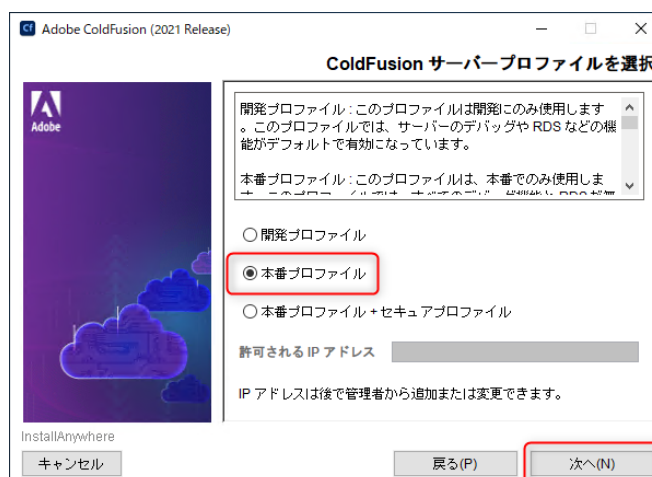 Adobe ColdFusion (2021 Release)
ColdFusion サーバープロファイルを選択
Adobe
開発プロファイル : このプロファイルは開発にのみ使用します
。このプロファイルでは、サーバーのデバッグや RDS などの機
能がデフォルトで有効になっています。
本番プロファイル : このプロファイルは、本番でのみ使用しま
開発プロファイル
本番プロファイル
本番プロファイル + セキュアプロファイル
許可される IP アドレス
IP アドレスは後で管理者から追加または変更できます。
InstallAnywhere
キャンセル
戻る(P)
次へ(N)